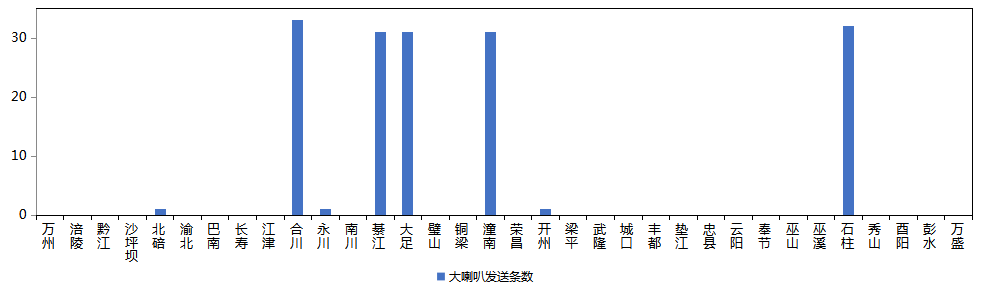 30
20
10
0
万州 涪陵 黔江 沙坪坝 北碚 渝北 巴南 长寿 江津 合川 永川 南川 綦江 大足 璧山 铜梁 潼南 荣昌 开州 梁平 武隆 城口 丰都 垫江 忠县 云阳 奉节 巫山 巫溪 石柱 秀山 酉阳 彭水 万盛
大喇叭发送条数